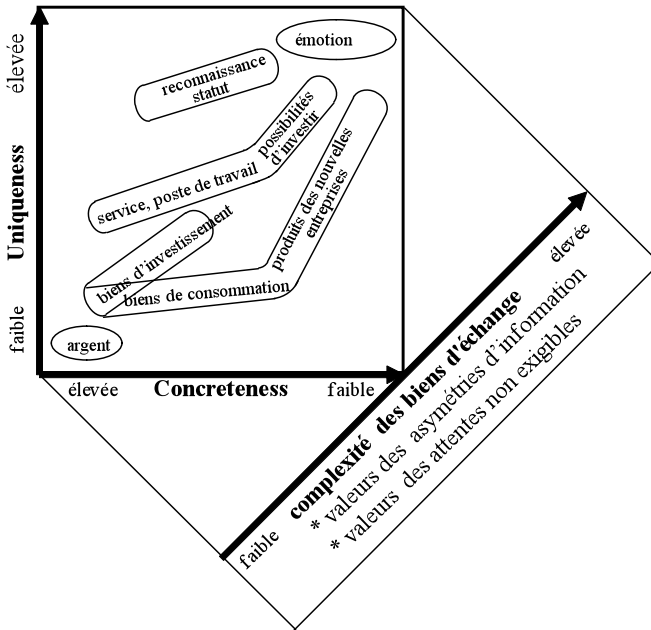 élevée
Uniqueness
faible
émotion
reconnaissance
statut
possibilités
d’investir
service, poste de travail
produits des nouvelles
entreprises
biens d’investissement
biens de consommation
argent
élevée Concreteness faible
faible complexité des biens d'échange élevée
* valeurs des asymétries d’information
* valeurs des attentes non exigibles